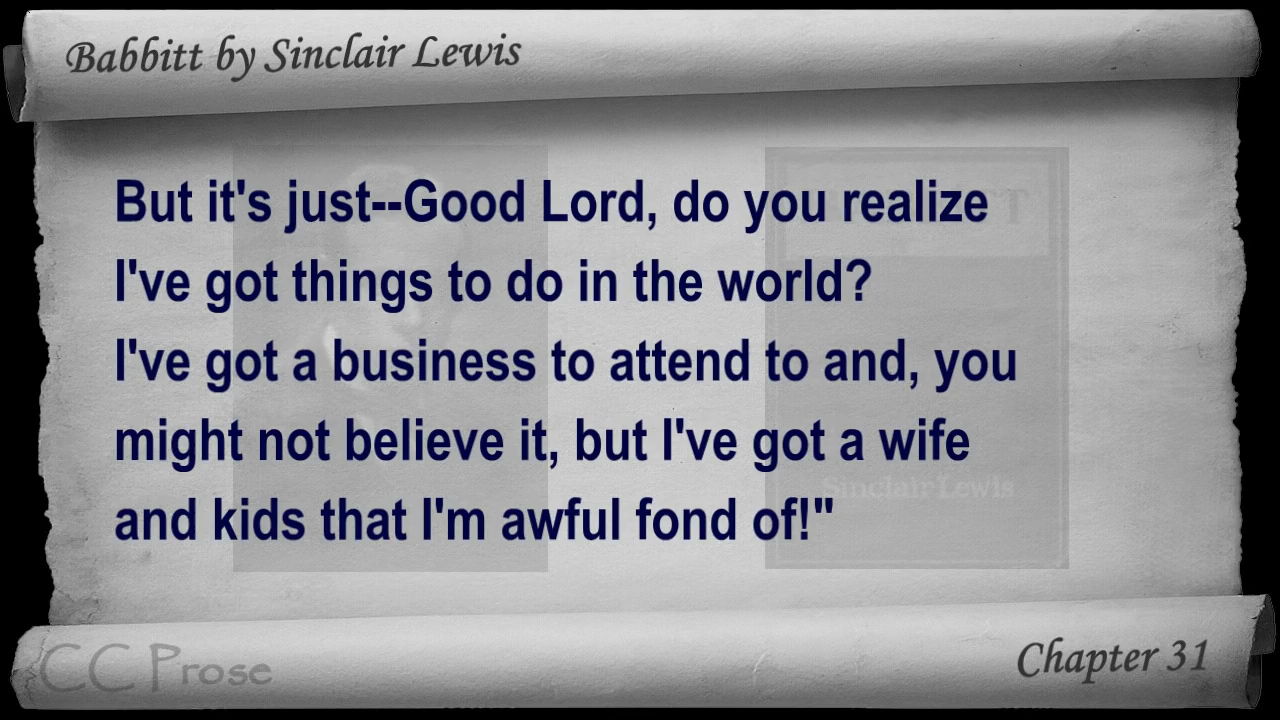 Babbitt by Sinclair Lewis
But it's just--Good Lord, do you realize
I've got things to do in the world?
I've got a business to attend to and, you
might not believe it, but I've got a wife
and kids that I'm awful fond of!"
Sinclair Lewis
CC Prose
Chapter 31